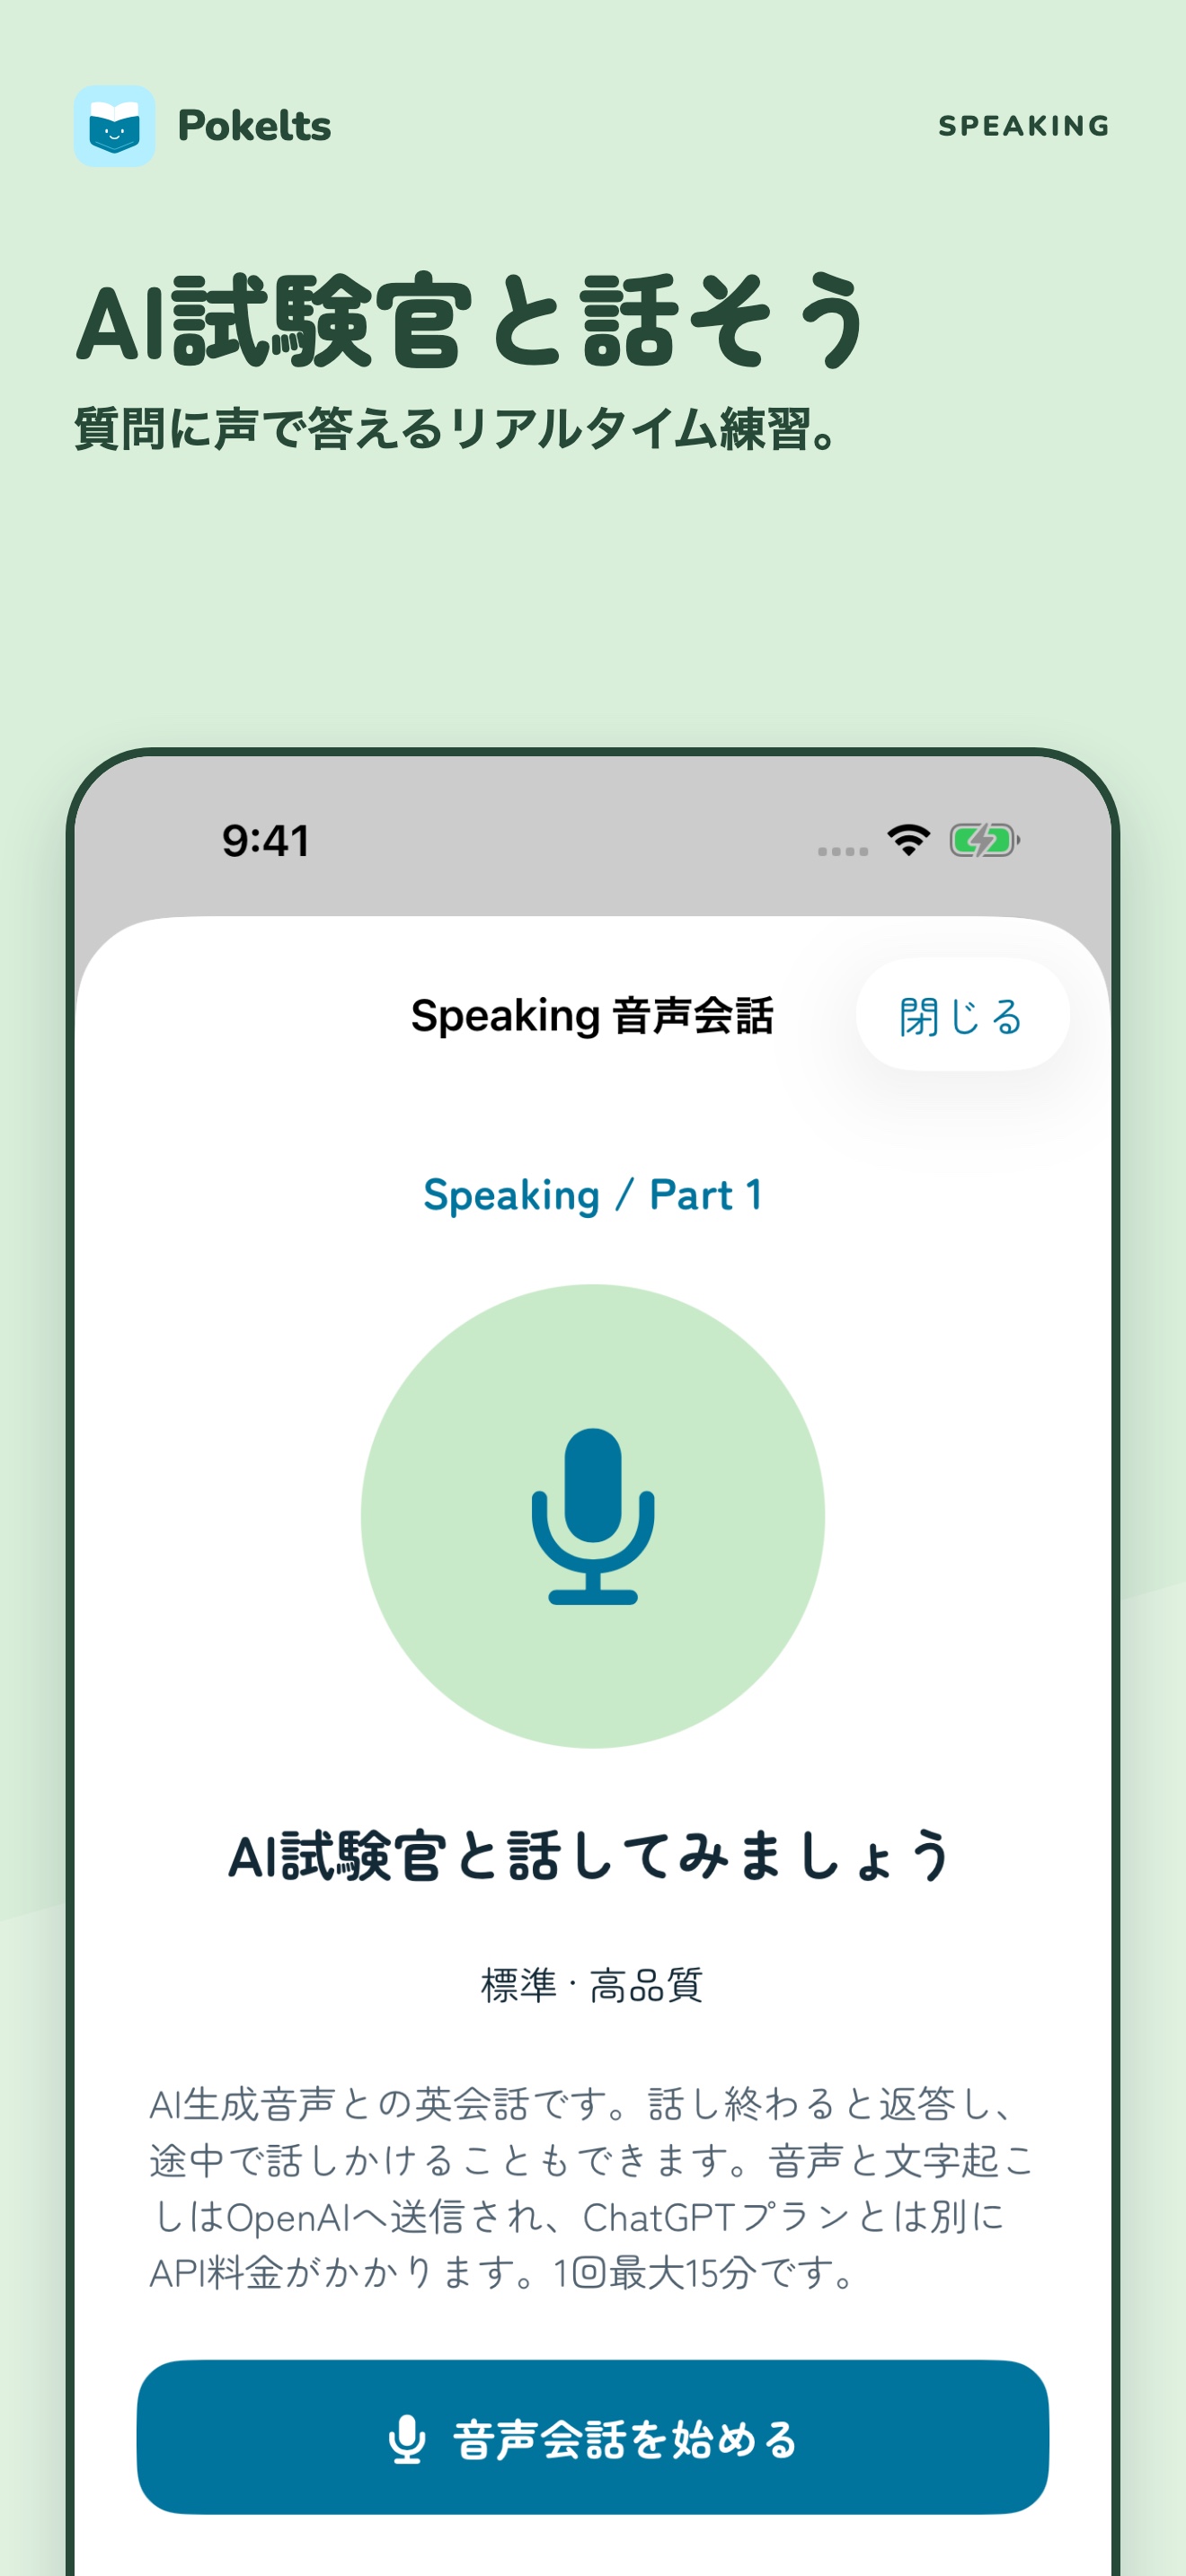 Pokelts
SPEAKING
AI試験官と話そう
質問に声で答えるリアルタイム練習。
9:41
Speaking 音声会話
閉じる
Speaking / Part 1
AI試験官と話してみましょう
標準 · 高品質
AI生成音声との英会話です。話し終わると返答し、
途中で話しかけることもできます。音声と文字起こ
しはOpenAIへ送信され、ChatGPTプランとは別に
API料金がかかります。1回最大15分です。
音声会話を始める